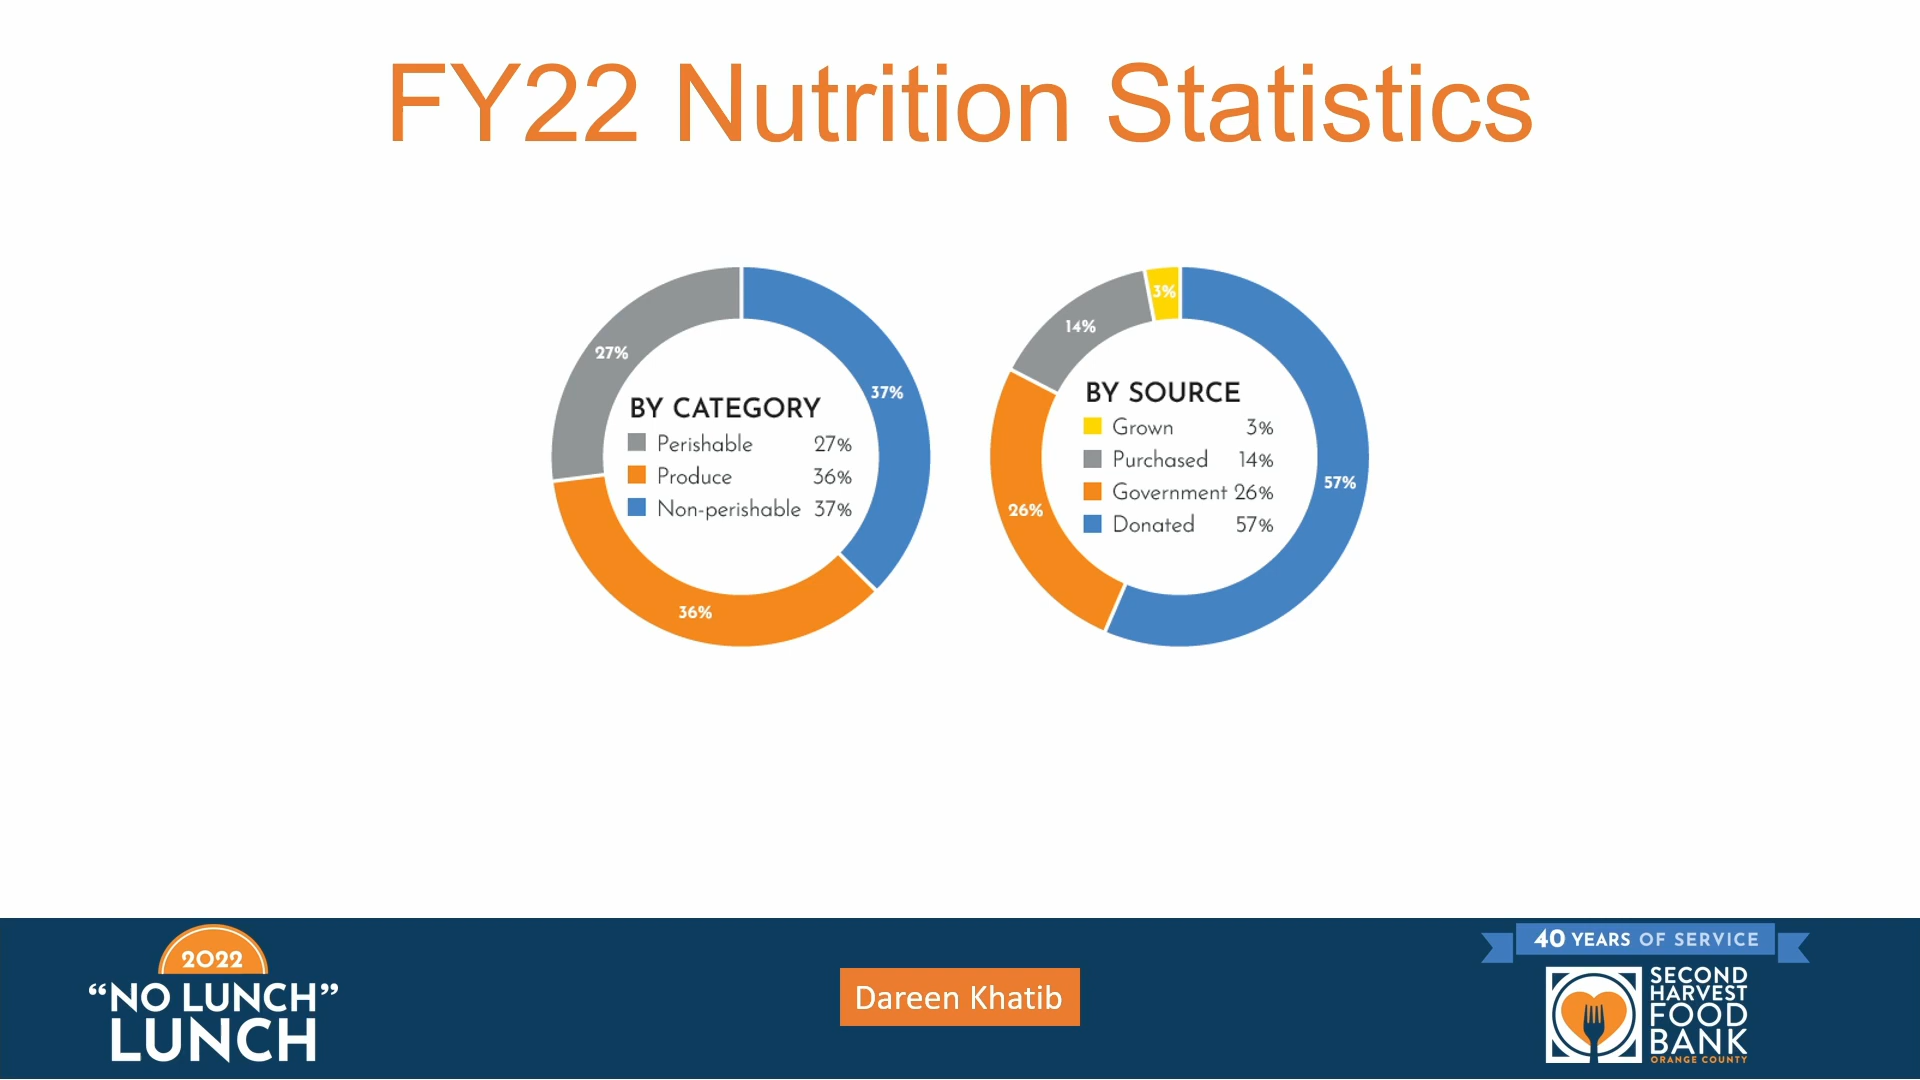 FY22 Nutrition Statistics
27%
37%
36%
BY CATEGORY
Perishable 27%
Produce 36%
Non-perishable 37%
3%
14%
26%
57%
BY SOURCE
Grown 3%
Purchased 14%
Government 26%
Donated 57%
2022
“NO LUNCH”
LUNCH
Dareen Khatib
40 YEARS OF SERVICE
SECOND
HARVEST
FOOD
BANK
ORANGE COUNTY